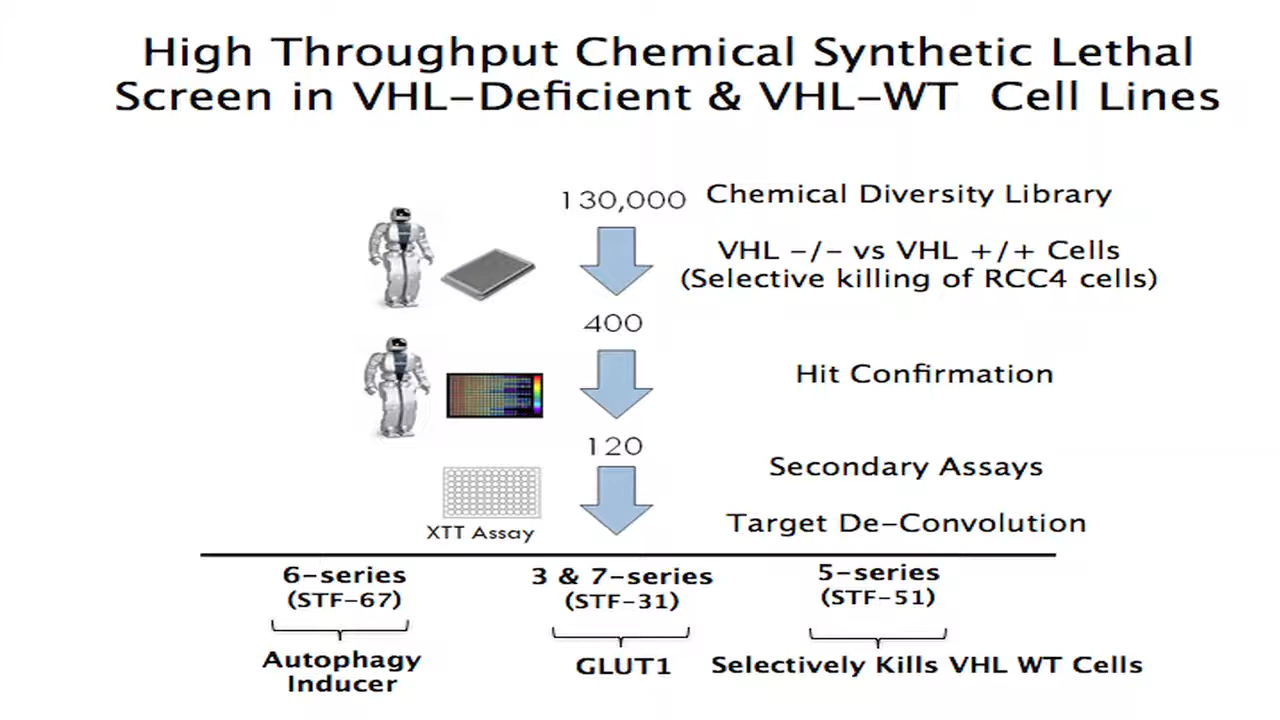 High Throughput Chemical Synthetic Lethal
Screen in VHL-Deficient & VHL-WT Cell Lines
130,000
Chemical Diversity Library
VHL -/- vs VHL +/+ Cells
(Selective killing of RCC4 cells)
400
Hit Confirmation
120
Secondary Assays
XTT Assay
Target De-Convolution
6-series
(STF-67)
Autophagy
Inducer
3 & 7-series
(STF-31)
GLUT1
5-series
(STF-51)
Selectively Kills VHL WT Cells